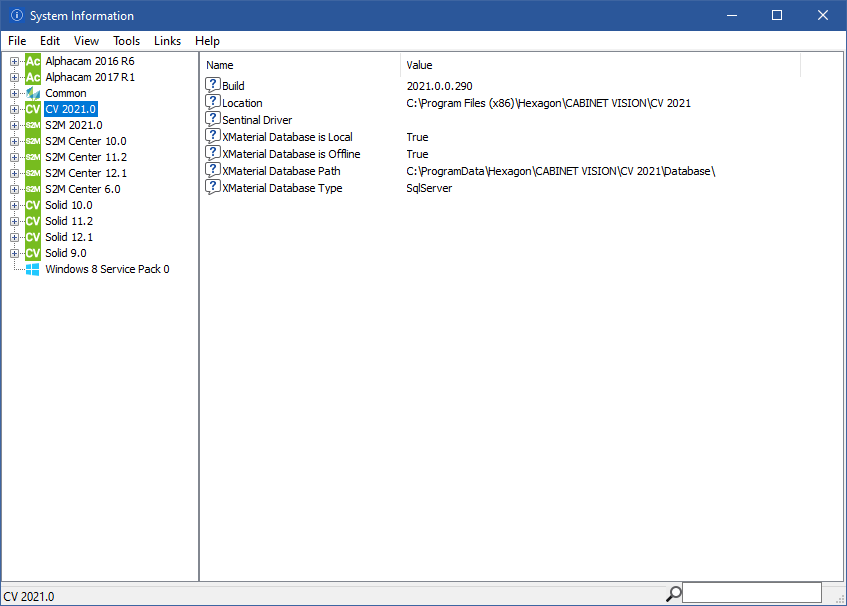 System Information
File Edit View Tools Links Help
Ac Alphacam 2016 R6
Ac Alphacam 2017 R1
Common
CV CV 2021.0
S2M S2M 2021.0
S2M S2M Center 10.0
S2M S2M Center 11.2
S2M S2M Center 12.1
S2M S2M Center 6.0
CV Solid 10.0
CV Solid 11.2
CV Solid 12.1
CV Solid 9.0
Windows 8 Service Pack 0
Name Value
Build 2021.0.0.290
Location C:\Program Files (x86)\Hexagon\CABINET VISION\CV 2021
Sentinal Driver
XMaterial Database is Local True
XMaterial Database is Offline True
XMaterial Database Path C:\ProgramData\Hexagon\CABINET VISION\CV 2021\Database\
XMaterial Database Type SqlServer
CV 2021.0